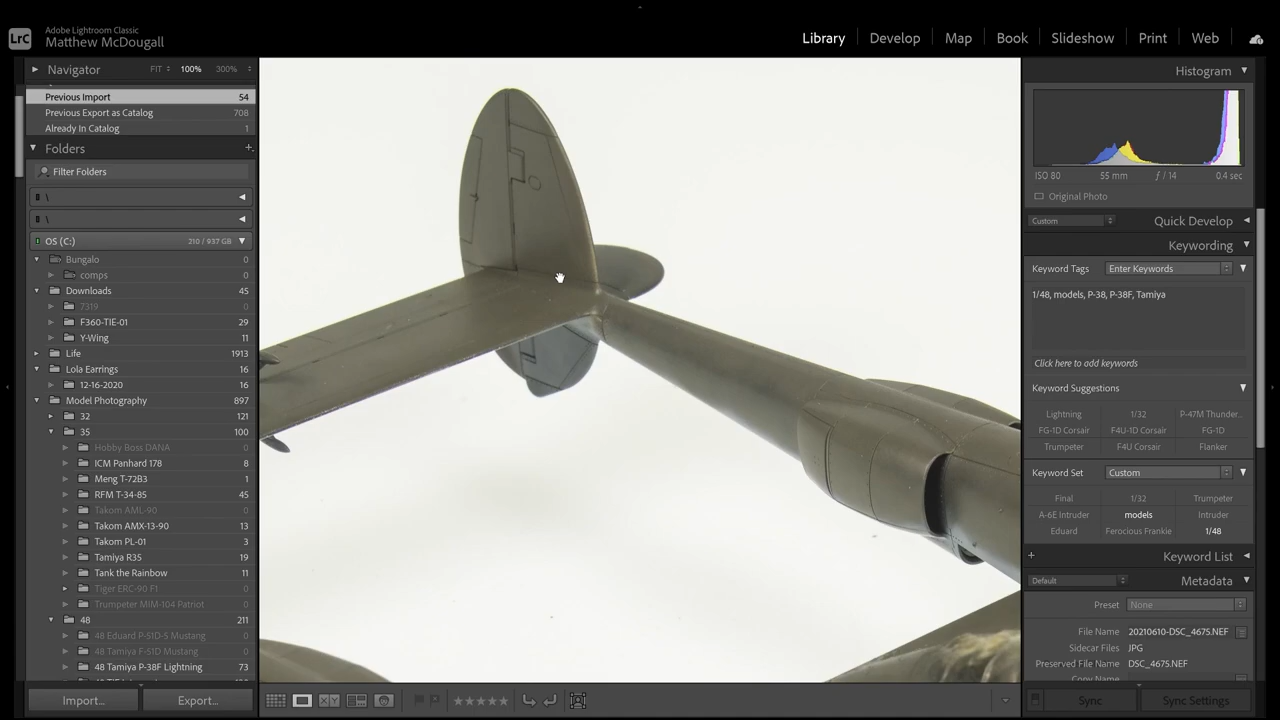 LrC
Adobe Lightroom Classic
Matthew McDougall
Library Develop Map Book Slideshow Print Web
Navigator FIT 100% 300%
Previous Import 54
Previous Export as Catalog 708
Already In Catalog 1
Folders
Filter Folders
\
\
OS (C:) 210 / 937 GB
Bungalo 0
comps 0
Downloads 45
7319 0
F360-TIE-01 29
Y-Wing 11
Life 1913
Lola Earrings 16
12-16-2020 16
Model Photography 897
32 121
35 100
Hobby Boss DANA 0
ICM Panhard 178 8
Meng T-72B3 1
RFM T-34-85 45
Takom AML-90 0
Takom AMX-13-90 13
Takom PL-01 3
Tamiya R35 19
Tank the Rainbow 11
Tiger ERC-90 F1 0
Trumpeter MIM-104 Patriot 0
48 211
48 Eduard P-51D-5 Mustang 0
48 Tamiya F-51D Mustang 0
48 Tamiya P-38F Lightning 73
Import... Export...
Histogram
ISO 80 55 mm ƒ / 14 0.4 sec
Original Photo
Custom Quick Develop
Keywording
Keyword Tags Enter Keywords
1/48, models, P-38, P-38F, Tamiya
Click here to add keywords
Keyword Suggestions
Lightning 1/32 P-47M Thunder...
FG-1D Corsair F4U-1D Corsair FG-1D
Trumpeter F4U Corsair Flanker
Keyword Set Custom
Final 1/32 Trumpeter
A-6E Intruder models Intruder
Eduard Ferocious Frankie 1/48
Keyword List
Default Metadata
Preset None
File Name 20210610-DSC_4675.NEF
Sidecar Files JPG
Preserved File Name DSC_4675.NEF
Sync Sync Settings